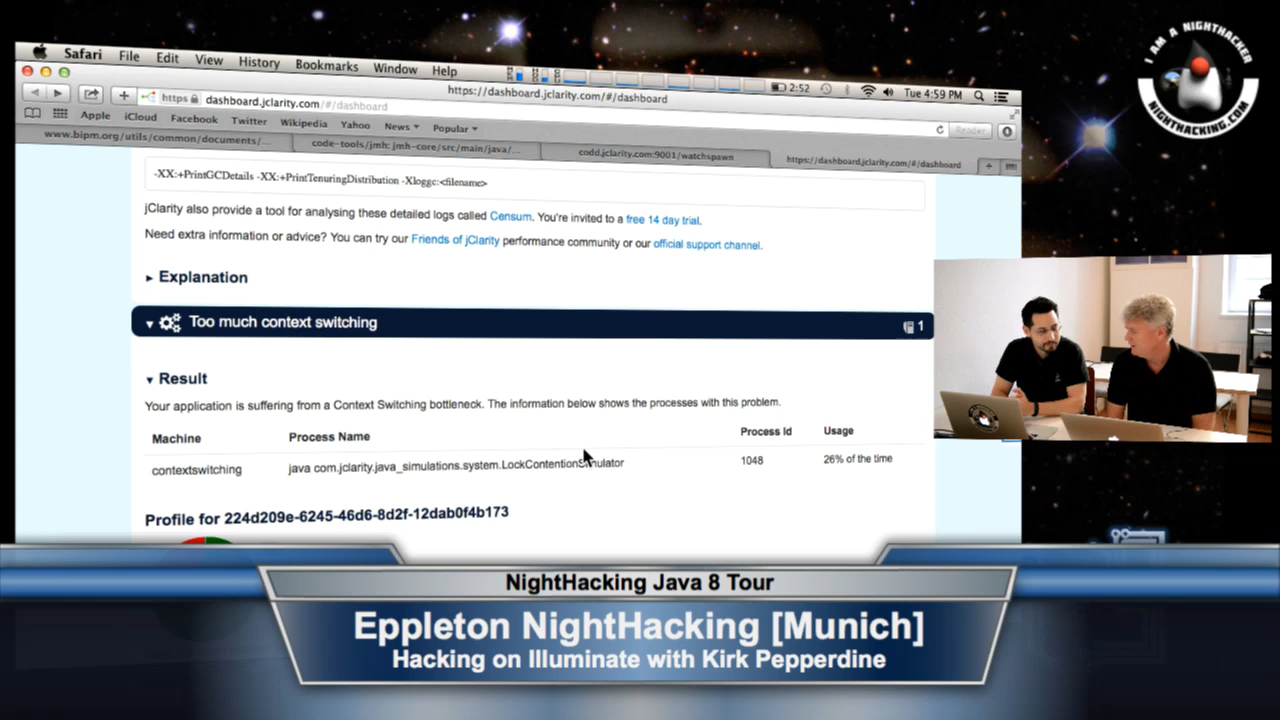 Safari File Edit View History Bookmarks Window Help
2:52 Tue 4:59 PM
https://dashboard.jclarity.com/#/dashboard
https dashboard.jclarity.com/#/dashboard
Reader
Apple iCloud Facebook Twitter Wikipedia Yahoo News Popular
www.bipm.org/utils/common/documents/... code-tools/jmh: jmh-core/src/main/java/... codd.jclarity.com:9001/watchspawn https://dashboard.jclarity.com/#/dashboard
-XX:+PrintGCDetails -XX:+PrintTenuringDistribution -Xloggc:<filename>
jClarity also provide a tool for analysing these detailed logs called Censum. You're invited to a free 14 day trial.
Need extra information or advice? You can try our Friends of jClarity performance community or our official support channel.
Explanation
Too much context switching 1
Result
Your application is suffering from a Context Switching bottleneck. The information below shows the processes with this problem.
Machine Process Name Process Id Usage
contextswitching java com.jclarity.java_simulations.system.LockContentionSimulator 1048 26% of the time
Profile for 224d209e-6245-46d6-8d2f-12dab0f4b173
I AM A NIGHTHACKER
NIGHTHACKING.COM
NightHacking Java 8 Tour
Eppleton NightHacking [Munich]
Hacking on Illuminate with Kirk Pepperdine